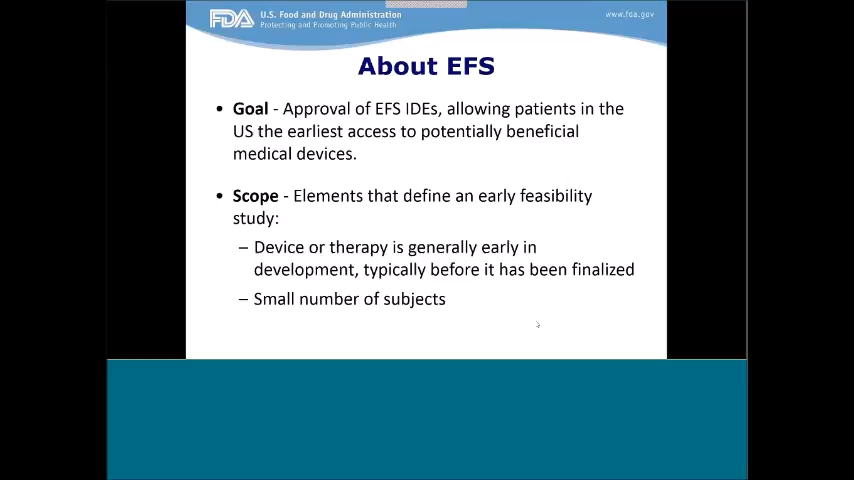 FDA U.S. Food and Drug Administration
Protecting and Promoting Public Health
www.fda.gov
About EFS
• Goal - Approval of EFS IDEs, allowing patients in the
US the earliest access to potentially beneficial
medical devices.
• Scope - Elements that define an early feasibility
study:
– Device or therapy is generally early in
development, typically before it has been finalized
– Small number of subjects